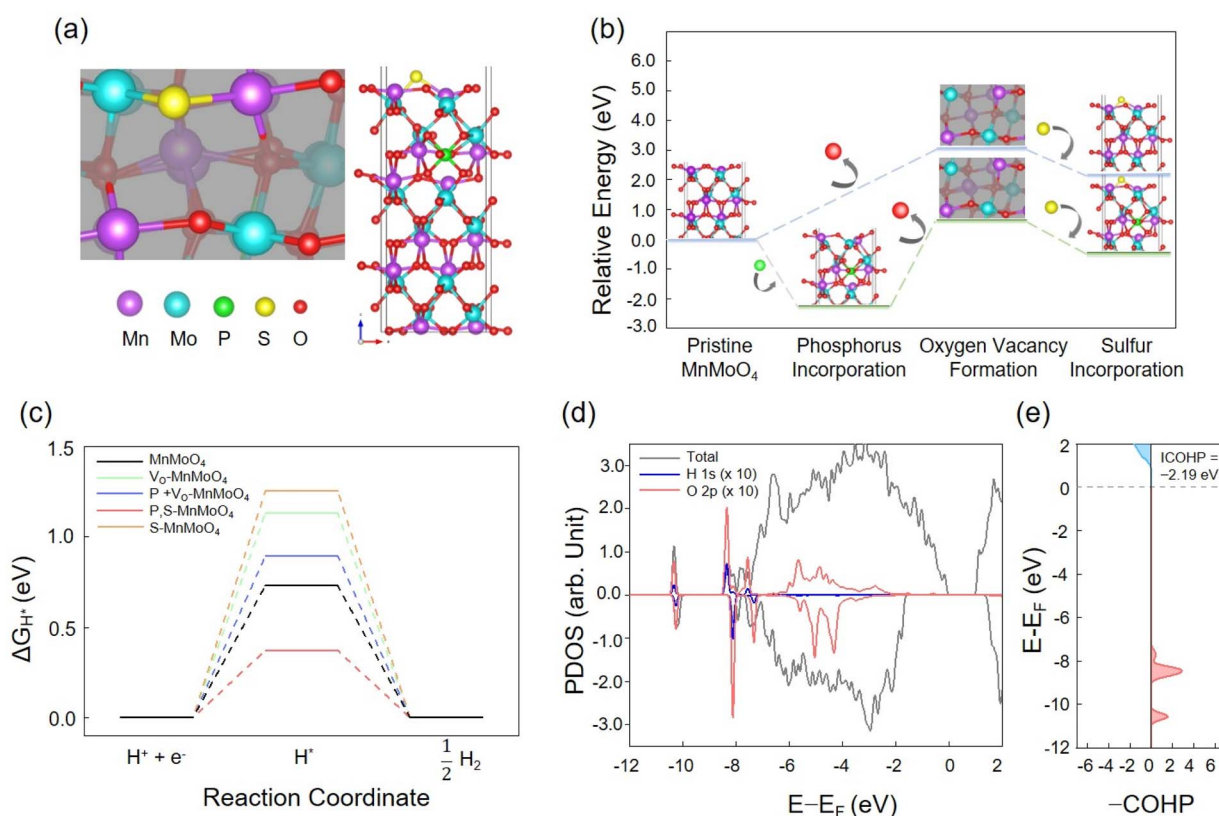 (a)
Mn Mo P S O
(b)
Relative Energy (eV)
6.0
5.0
4.0
3.0
2.0
1.0
0.0
-1.0
-2.0
-3.0
Pristine
MnMoO₄
Phosphorus
Incorporation
Oxygen Vacancy
Formation
Sulfur
Incorporation
(c)
ΔG_H* (eV)
1.5
1.0
0.5
0.0
MnMoO₄
V_O-MnMoO₄
P +V_O-MnMoO₄
P,S-MnMoO₄
S-MnMoO₄
H⁺ + e⁻
H*
1/2 H₂
Reaction Coordinate
(d)
PDOS (arb. Unit)
3.0
2.0
1.0
0.0
-1.0
-2.0
-3.0
Total
H 1s (x 10)
O 2p (x 10)
-12 -10 -8 -6 -4 -2 0 2
E−E_F (eV)
(e)
E-E_F (eV)
2
0
-2
-4
-6
-8
-10
-12
ICOHP =
−2.19 eV
-6 -4 -2 0 2 4 6
−COHP